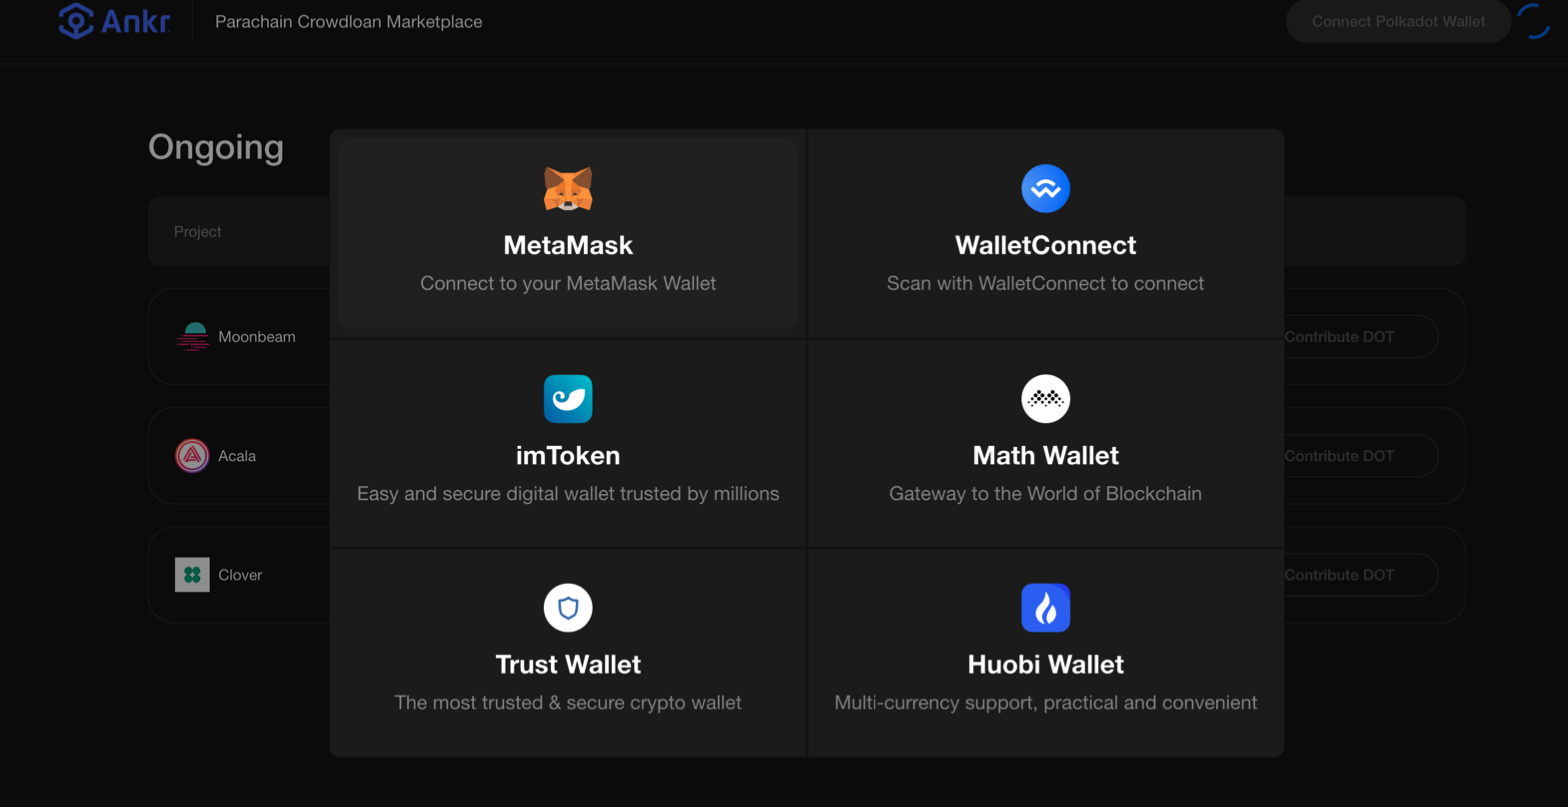 Ankr
Parachain Crowdloan Marketplace
Connect Polkadot Wallet
Ongoing
Project
Moonbeam
Contribute DOT
Acala
Contribute DOT
Clover
Contribute DOT
MetaMask
Connect to your MetaMask Wallet
WalletConnect
Scan with WalletConnect to connect
imToken
Easy and secure digital wallet trusted by millions
Math Wallet
Gateway to the World of Blockchain
Trust Wallet
The most trusted & secure crypto wallet
Huobi Wallet
Multi-currency support, practical and convenient